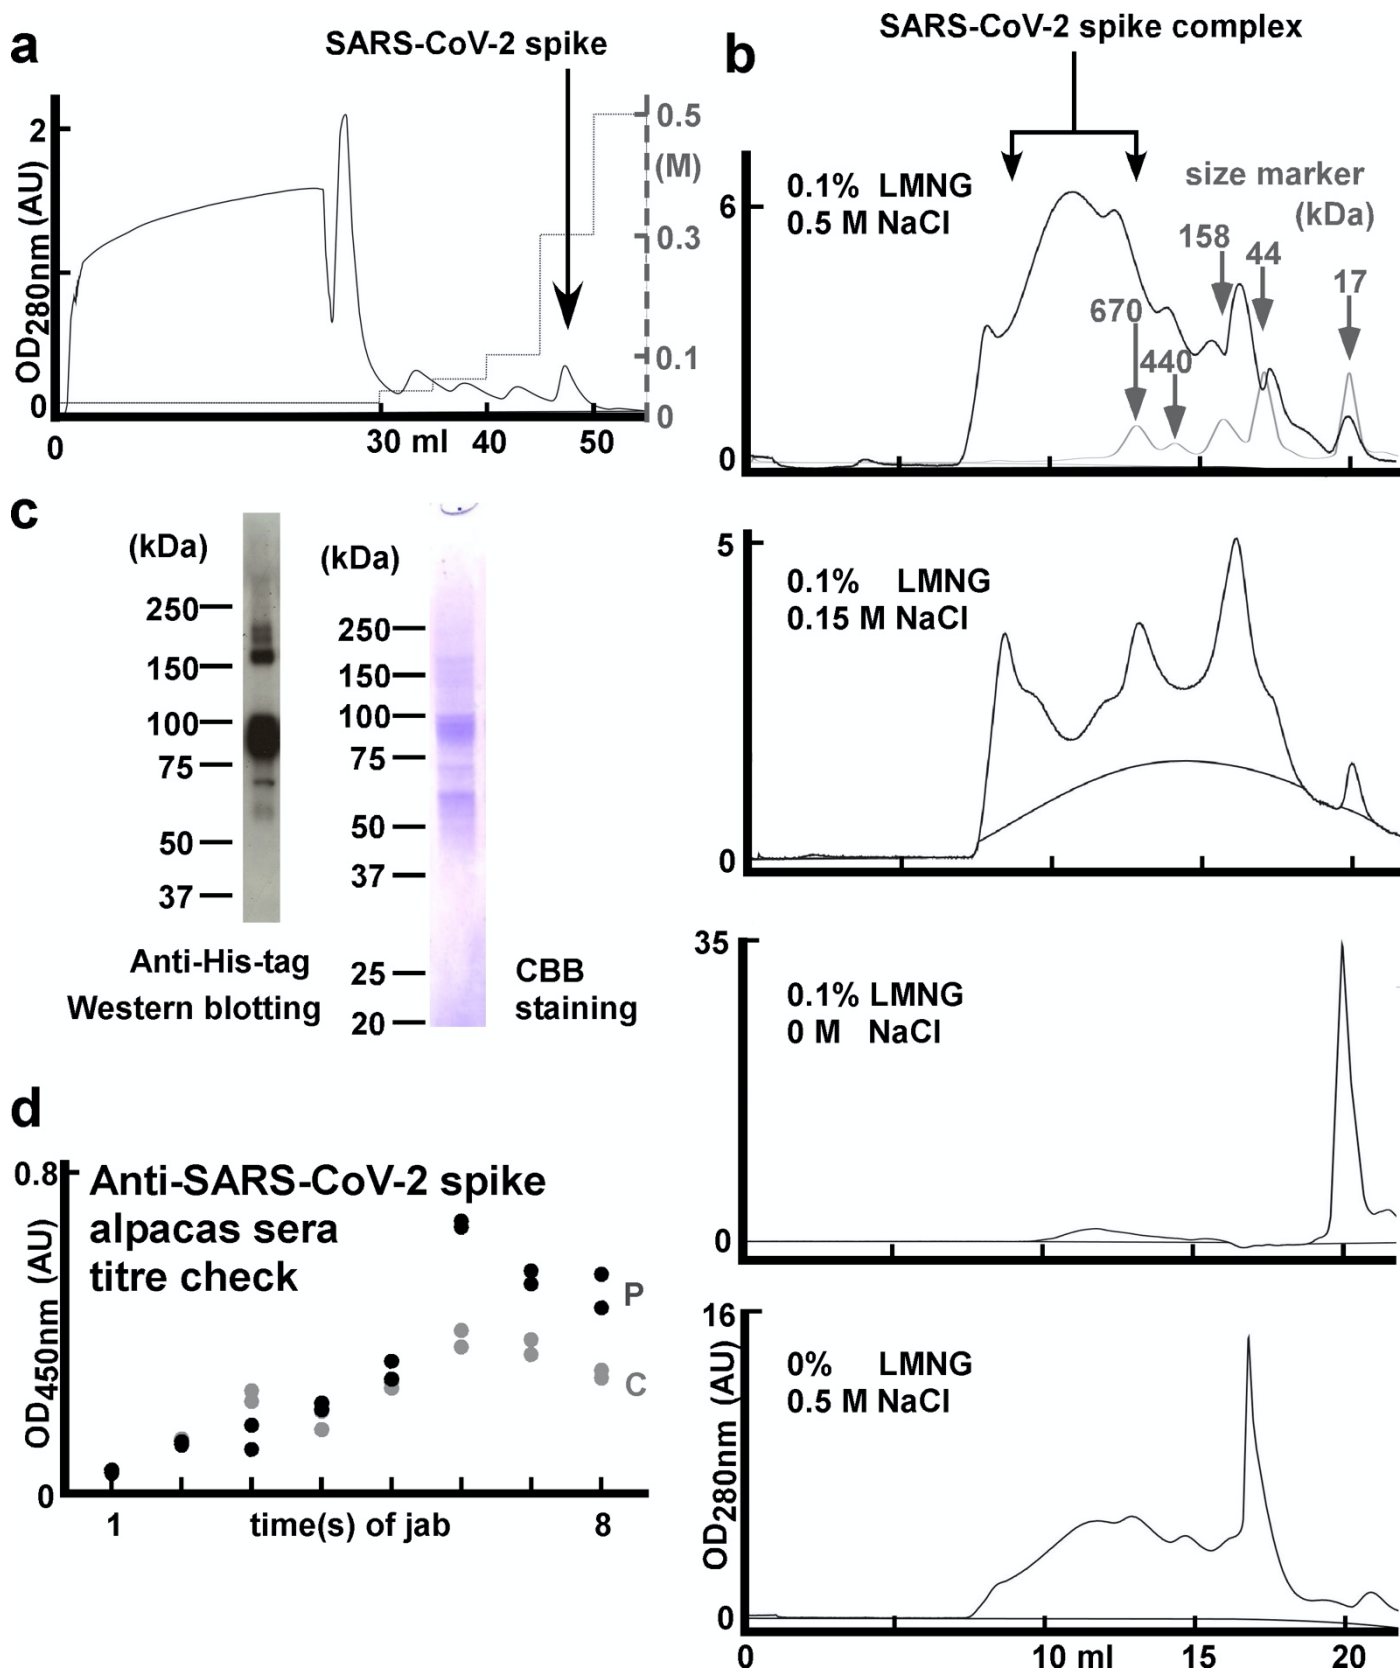 a
SARS-CoV-2 spike
2
0
OD280nm (AU)
0.5
(M)
0.3
0.1
0
0
30 ml
40
50
b
SARS-CoV-2 spike complex
6
0
0.1% LMNG
0.5 M NaCl
size marker
(kDa)
670
440
158
44
17
5
0
0.1% LMNG
0.15 M NaCl
35
0
0.1% LMNG
0 M NaCl
16
0
OD280nm (AU)
0% LMNG
0.5 M NaCl
0
10 ml
15
20
c
(kDa)
250
150
100
75
50
37
Anti-His-tag
Western blotting
(kDa)
250
150
100
75
50
37
25
20
CBB
staining
d
0.8
0
OD450nm (AU)
Anti-SARS-CoV-2 spike
alpacas sera
titre check
P
C
1
time(s) of jab
8